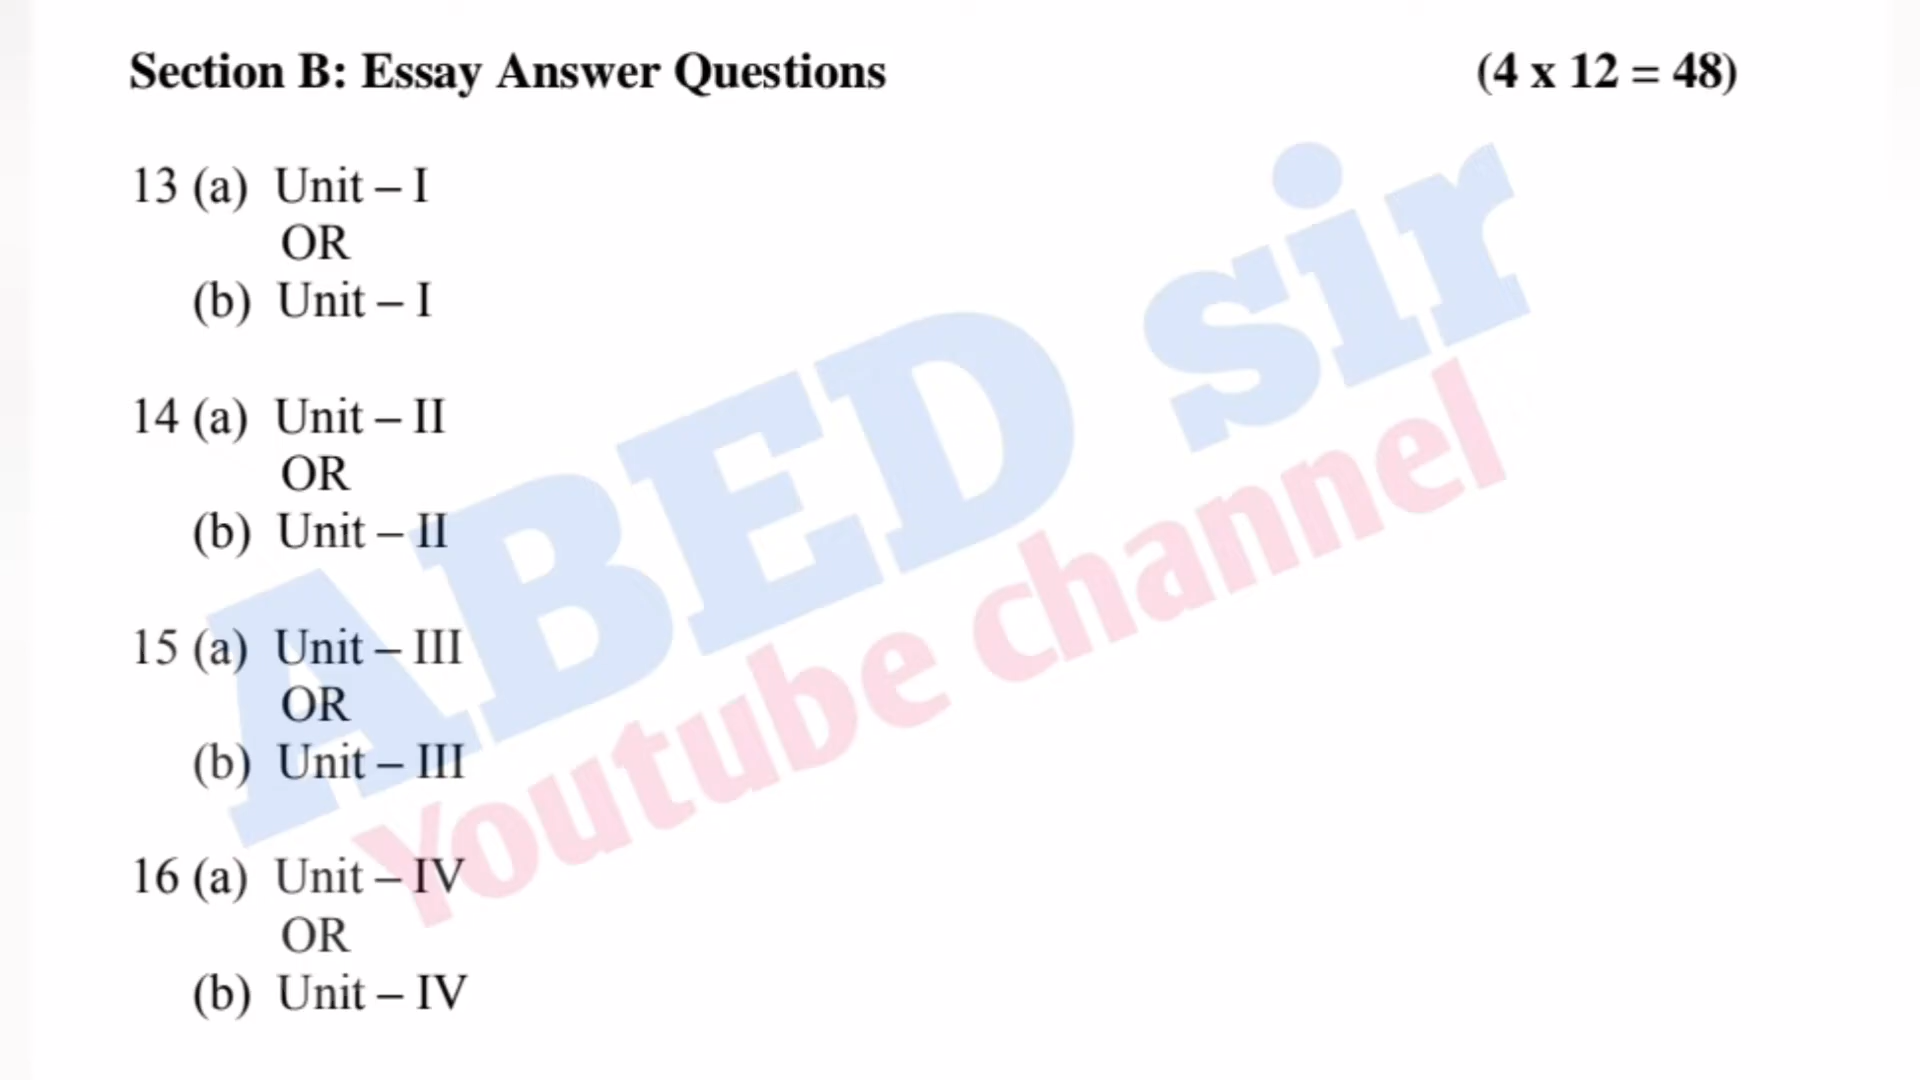 Section B: Essay Answer Questions (4 x 12 = 48)
13 (a) Unit – I
OR
(b) Unit – I
14 (a) Unit – II
OR
(b) Unit – II
15 (a) Unit – III
OR
(b) Unit – III
16 (a) Unit – IV
OR
(b) Unit – IV
ABED sir
Youtube channel